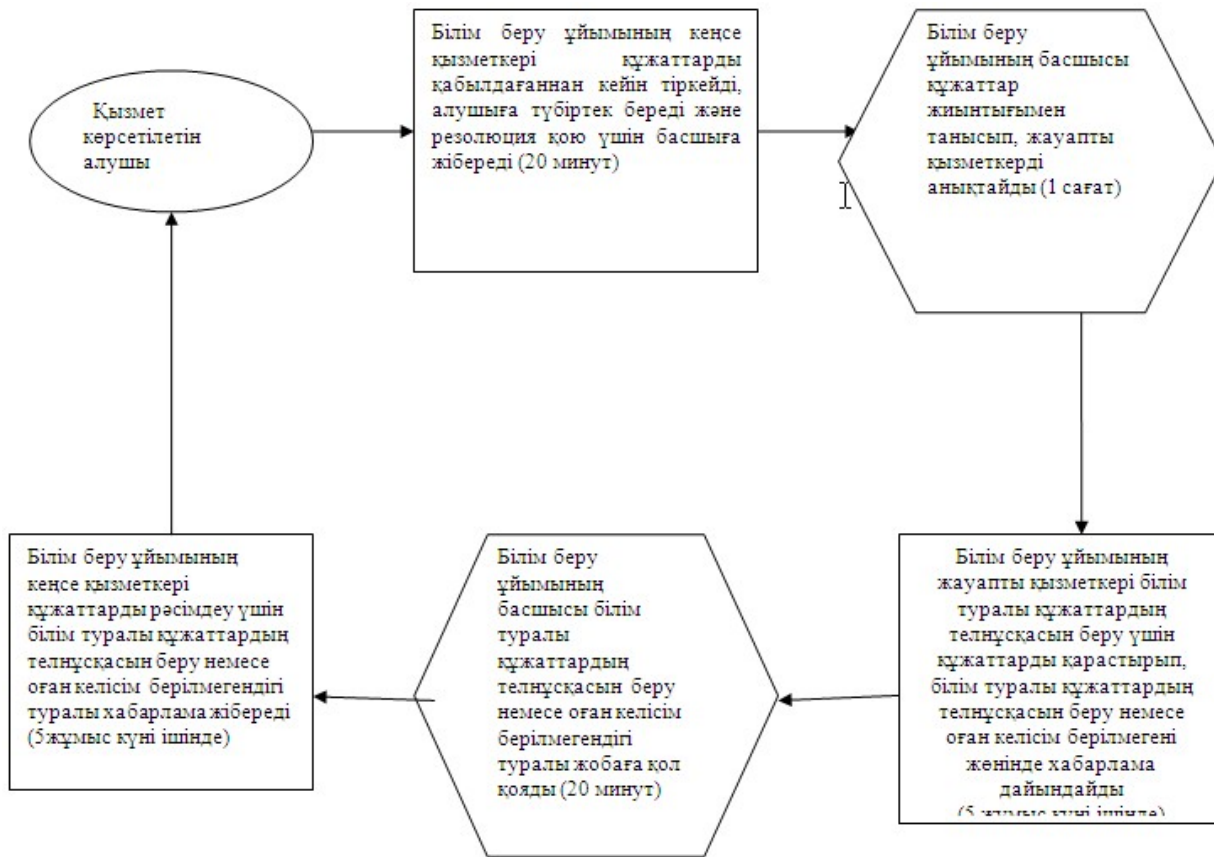 Қызмет
көрсетілетін
алушы
Білім беру ұйымының кеңсе
қызметкері құжаттарды
қабылдағаннан кейін тіркейді,
алушыға түбіртек береді және
резолюция қою үшін басшыға
жібереді (20 минут)
Білім беру
ұйымының басшысы
құжаттар
жиынтығымен
танысып, жауапты
қызметкерді
анықтайды (1 сағат)
Білім беру ұйымының
жауапты қызметкері білім
туралы құжаттардың
телнұсқасын беру үшін
құжаттарды қарастырып,
білім туралы құжаттардың
телнұсқасын беру немесе
оған келісім берілмегені
жөнінде хабарлама
дайындайды
(5 жұмыс күні ішінде)
Білім беру
ұйымының
басшысы білім
туралы
құжаттардың
телнұсқасын беру
немесе оған келісім
берілмегендігі
туралы жобаға қол
қояды (20 минут)
Білім беру ұйымының
кеңсе қызметкері
құжаттарды рәсімдеу үшін
білім туралы құжаттардың
телнұсқасын беру немесе
оған келісім берілмегендігі
туралы хабарлама жібереді
(5жұмыс күні ішінде)